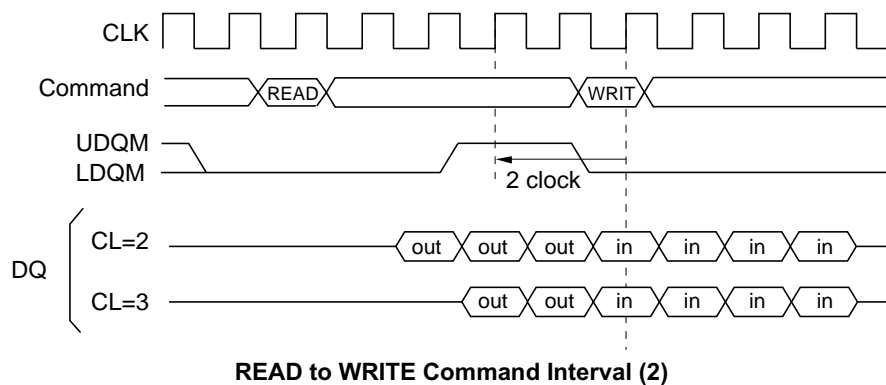 CLK
Command READ WRIT
UDQM
LDQM
2 clock
CL=2 out out out in in in in
DQ
CL=3 out out in in in in
READ to WRITE Command Interval (2)